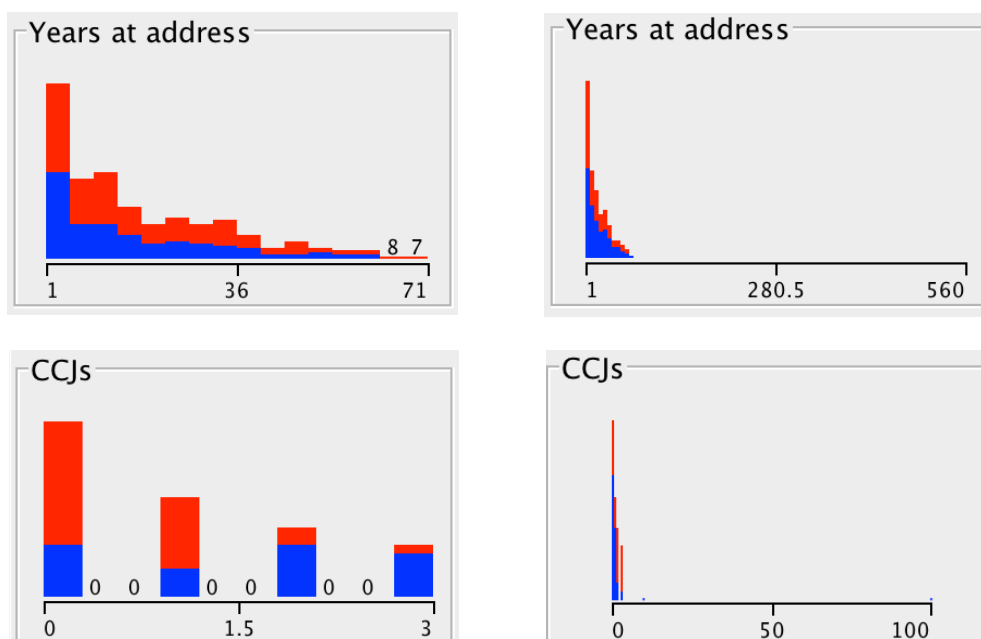 Years at address
8 7
1 36 71
Years at address
1 280.5 560
CCJs
0 0 0 0 0 0
0 1.5 3
CCJs
0 50 100